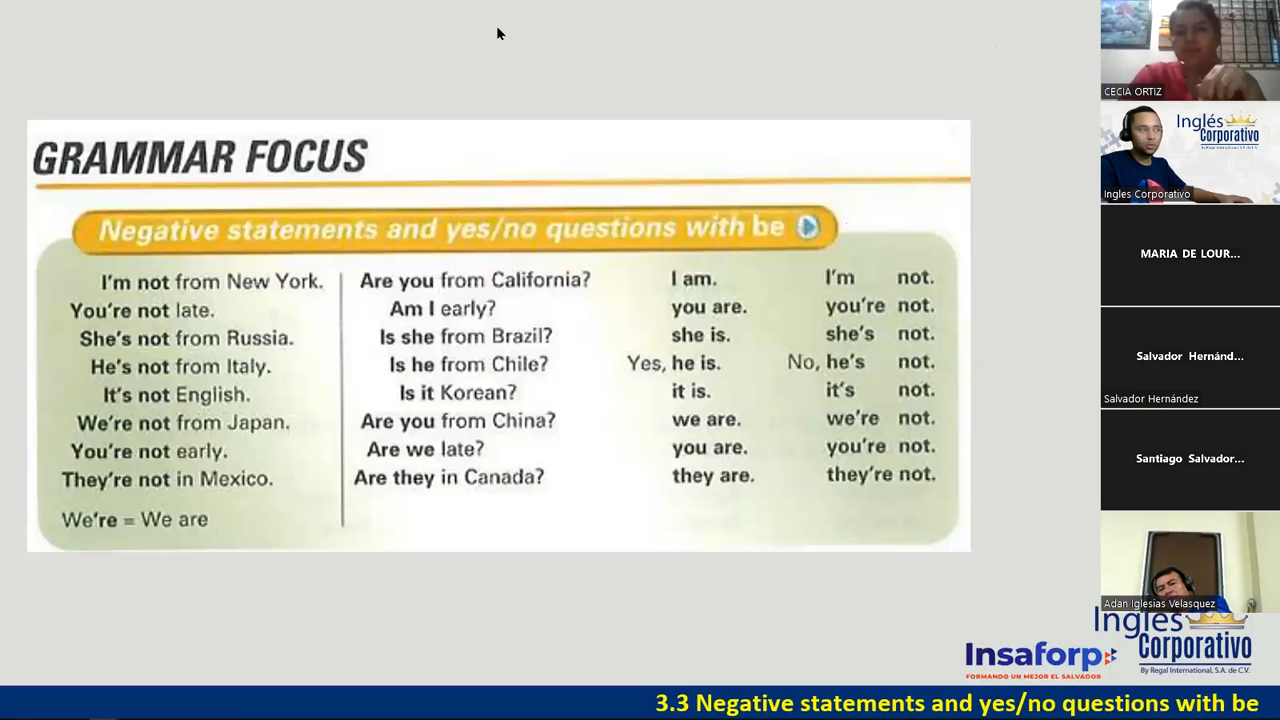 GRAMMAR FOCUS
Negative statements and yes/no questions with be
I'm not from New York.
You're not late.
She's not from Russia.
He's not from Italy.
It's not English.
We're not from Japan.
You're not early.
They're not in Mexico.
We're = We are
Are you from California?
Am I early?
Is she from Brazil?
Is he from Chile?
Is it Korean?
Are you from China?
Are we late?
Are they in Canada?
I am.
you are.
she is.
Yes, he is.
it is.
we are.
you are.
they are.
I'm not.
you're not.
she's not.
No, he's not.
it's not.
we're not.
you're not.
they're not.
CECIA ORTIZ
Inglés
Corporativo
By Regal International, S.A. de C.V.
Ingles Corporativo
MARIA DE LOUR...
Salvador Hernánd...
Salvador Hernández
Santiago Salvador...
Adan Iglesias Velasquez
Insaforp
FORMANDO UN MEJOR EL SALVADOR
Inglés
Corporativo
By Regal International, S.A. de C.V.
3.3 Negative statements and yes/no questions with be